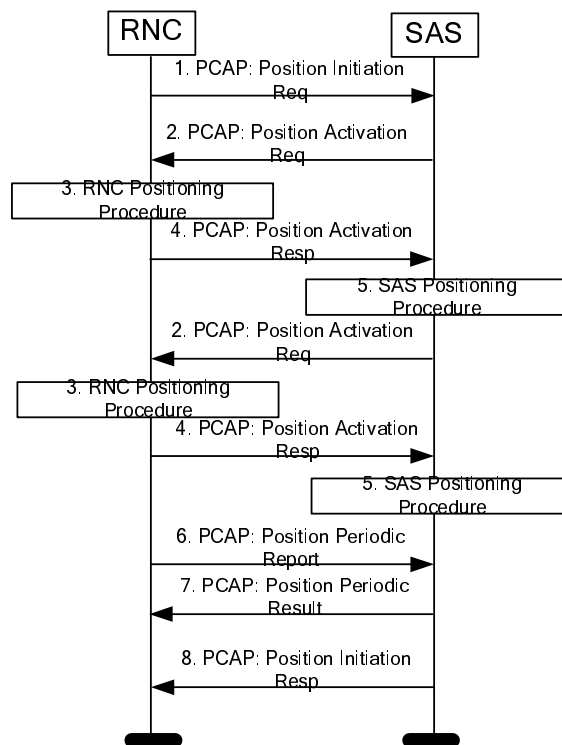 RNC
SAS
1. PCAP: Position Initiation
Req
2. PCAP: Position Activation
Req
3. RNC Positioning
Procedure
4. PCAP: Position Activation
Resp
5. SAS Positioning
Procedure
2. PCAP: Position Activation
Req
3. RNC Positioning
Procedure
4. PCAP: Position Activation
Resp
5. SAS Positioning
Procedure
6. PCAP: Position Periodic
Report
7. PCAP: Position Periodic
Result
8. PCAP: Position Initiation
Resp